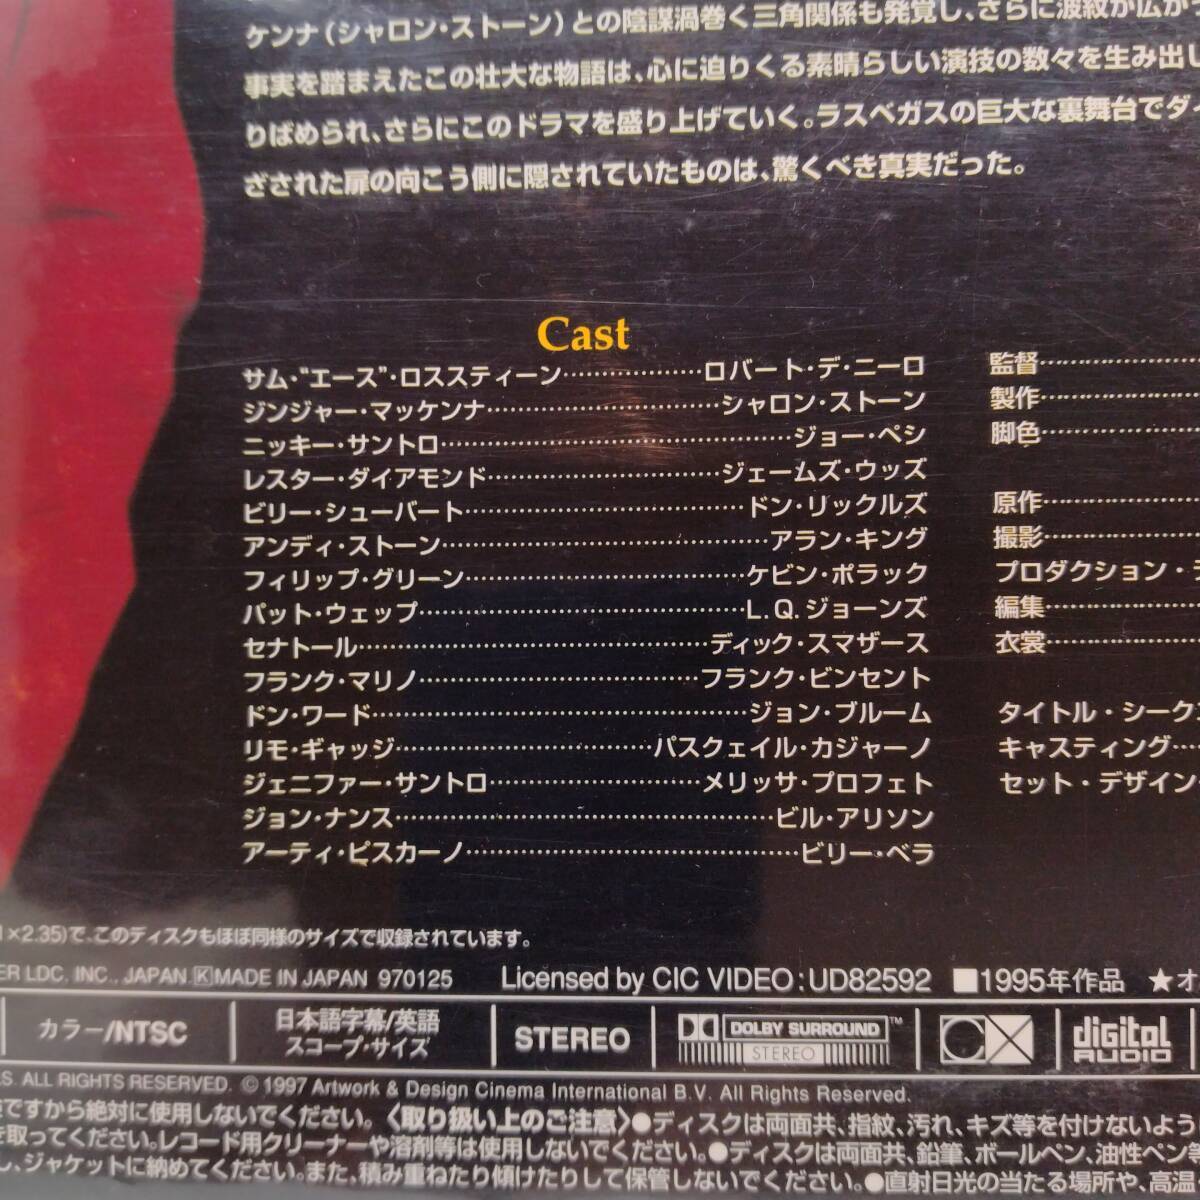 ケンナ(シャロン・ストーン)との陰謀渦巻く三角関係も発覚し、さらに波紋が広がっ
事実を踏まえたこの壮大な物語は、心に迫りくる素晴らしい演技の数々を生み出し
りばめられ、さらにこのドラマを盛り上げていく。ラスベガスの巨大な裏舞台でダ
ざされた扉の向こう側に隠されていたものは、驚くべき真実だった。
Cast
サム・"エース"・ロススティーン………………ロバート・デ・ニーロ
ジンジャー・マッケンナ………………シャロン・ストーン
ニッキー・サントロ………………ジョー・ペシ
レスター・ダイアモンド………………ジェームズ・ウッズ
ビリー・シューバート………………ドン・リックルズ
アンディ・ストーン………………アラン・キング
フィリップ・グリーン………………ケビン・ポラック
パット・ウェップ………………L.Q.ジョーンズ
セナトール………………ディック・スマザース
フランク・マリノ………………フランク・ビンセント
ドン・ワード………………ジョン・ブルーム
リモ・ギャッジ………………パスクェイル・カジャーノ
ジェニファー・サントロ………………メリッサ・プロフェト
ジョン・ナンス………………ビル・アリソン
アーティ・ピスカーノ………………ビリー・ベラ
監督………………
製作………………
脚色………………
原作………………
撮影………………
プロダクション・デ
編集………………
衣裳………………
タイトル・シーク
キャスティング……
セット・デザイン
1×2.35)で、このディスクもほぼ同様のサイズで収録されています。
ER LDC, INC., JAPAN. Ⓚ MADE IN JAPAN 970125 Licensed by CIC VIDEO:UD82592 ■1995年作品 ★オ
カラー/NTSC
日本語字幕/英語
スコープ・サイズ
STEREO
DOLBY SURROUND™
STEREO
CX
digital
AUDIO
S. ALL RIGHTS RESERVED. © 1997 Artwork & Design Cinema International B.V. All Rights Reserved.
ですから絶対に使用しないでください。〈取り扱い上のご注意〉●ディスクは両面共、指紋、汚れ、キズ等を付けないよう
を取ってください。レコード用クリーナーや溶剤等は使用しないでください。●ディスクは両面共、鉛筆、ボールペン、油性ペン等
し、ジャケットに納めてください。また、積み重ねたり傾けたりして保管しないでください。●直射日光の当たる場所や、高温